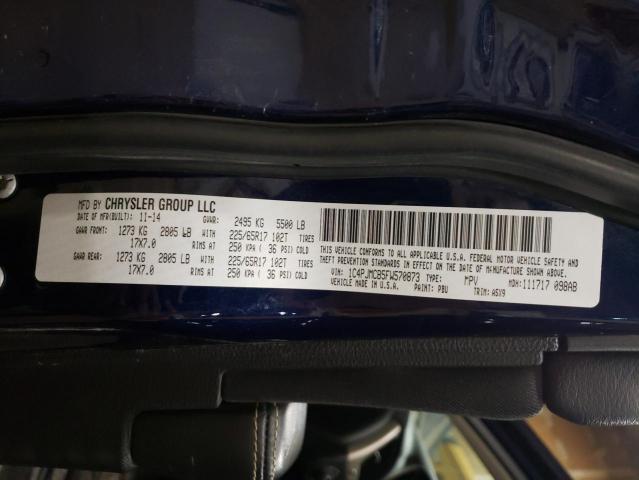 MFD BY CHRYSLER GROUP LLC
DATE OF MFR(BUILT): 11-14 GVWR: 2495 KG 5500 LB
GAWR FRONT: 1273 KG 2805 LB WITH 225/65R17 102T TIRES
17X7.0 RIMS AT 250 KPA ( 36 PSI) COLD
GAWR REAR: 1273 KG 2805 LB WITH 225/65R17 102T TIRES
17X7.0 RIMS AT 250 KPA ( 36 PSI) COLD
THIS VEHICLE CONFORMS TO ALL APPLICABLE U.S.A. FEDERAL MOTOR VEHICLE SAFETY AND
THEFT PREVENTION STANDARDS IN EFFECT ON THE DATE OF MANUFACTURE SHOWN ABOVE.
VIN: 1C4PJMCB5FW570873 TYPE: MPV MDH: 111717 098AB
VEHICLE MADE IN U.S.A. PAINT: PBU TRIM: A5X9